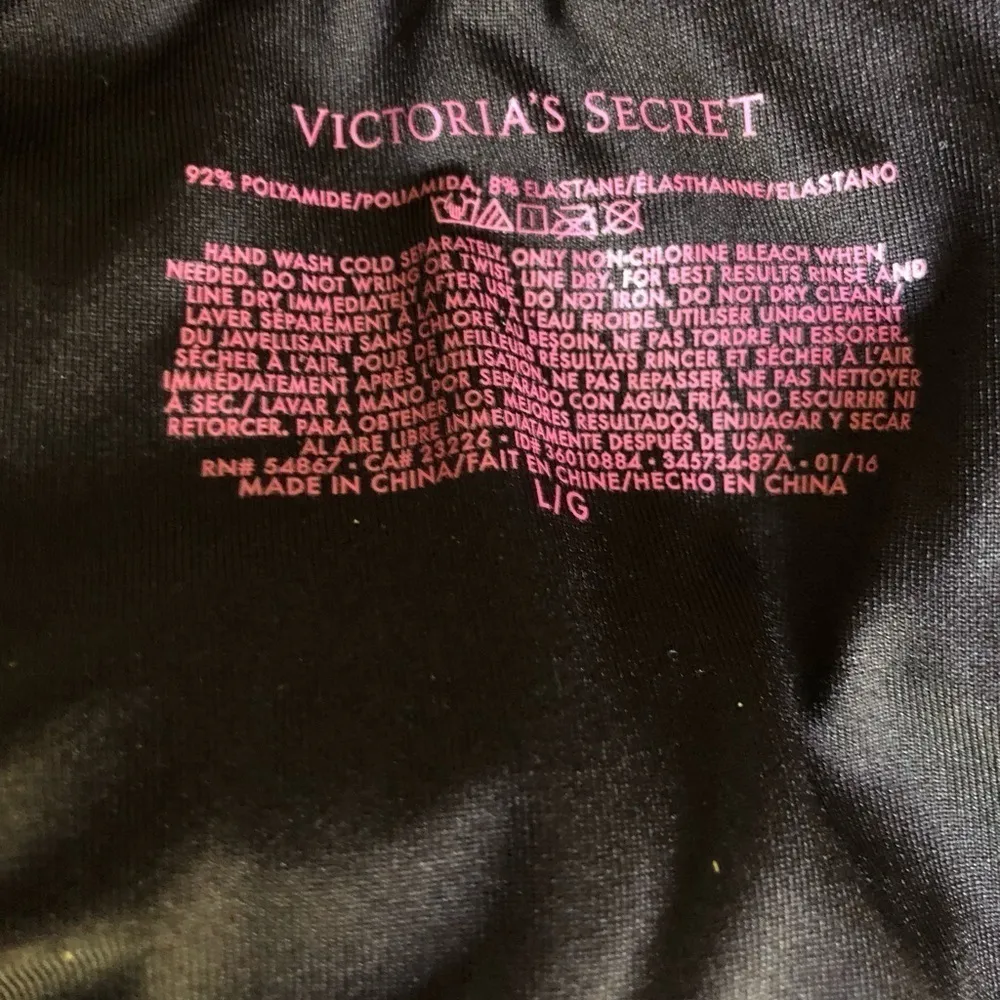 VICTORIA'S SECRET
92% POLYAMIDE/POLIAMIDA, 8% ELASTANE/ÉLASTHANNE/ELASTANO
HAND WASH COLD SEPARATELY. ONLY NON-CHLORINE BLEACH WHEN
NEEDED. DO NOT WRING OR TWIST. LINE DRY. FOR BEST RESULTS RINSE AND
LINE DRY IMMEDIATELY AFTER USE. DO NOT IRON. DO NOT DRY CLEAN./
LAVER SÉPARÉMENT À LA MAIN À L'EAU FROIDE. UTILISER UNIQUEMENT
DU JAVELLISANT SANS CHLORE, AU BESOIN. NE PAS TORDRE NI ESSORER.
SÉCHER À L'AIR. POUR DE MEILLEURS RÉSULTATS RINCER ET SÉCHER À L'AIR
IMMÉDIATEMENT APRÈS L'UTILISATION. NE PAS REPASSER. NE PAS NETTOYER
À SEC./ LAVAR A MANO POR SEPARADO CON AGUA FRÍA. NO ESCURRIR NI
RETORCER. PARA OBTENER LOS MEJORES RESULTADOS, ENJUAGAR Y SECAR
AL AIRE LIBRE INMEDIATAMENTE DESPUÉS DE USAR.
RN# 54867 • CA# 23226 • ID# 36010884 • 345734-87A • 01/16
MADE IN CHINA/FAIT EN CHINE/HECHO EN CHINA
L/G